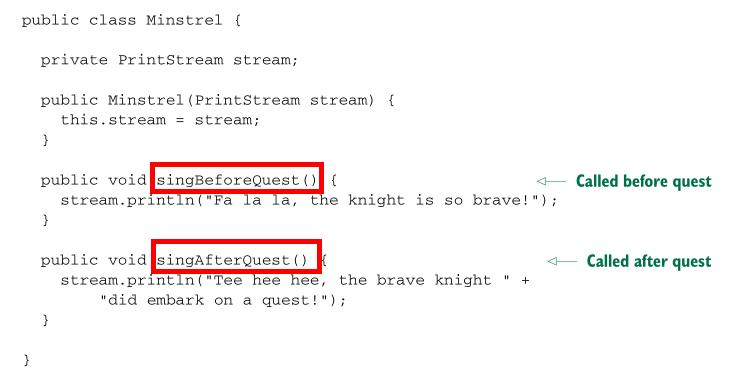 public class Minstrel {
private PrintStream stream;
public Minstrel(PrintStream stream) {
this.stream = stream;
}
public void singBeforeQuest() { Called before quest
stream.println("Fa la la, the knight is so brave!");
}
public void singAfterQuest() { Called after quest
stream.println("Tee hee hee, the brave knight " +
"did embark on a quest!");
}
}